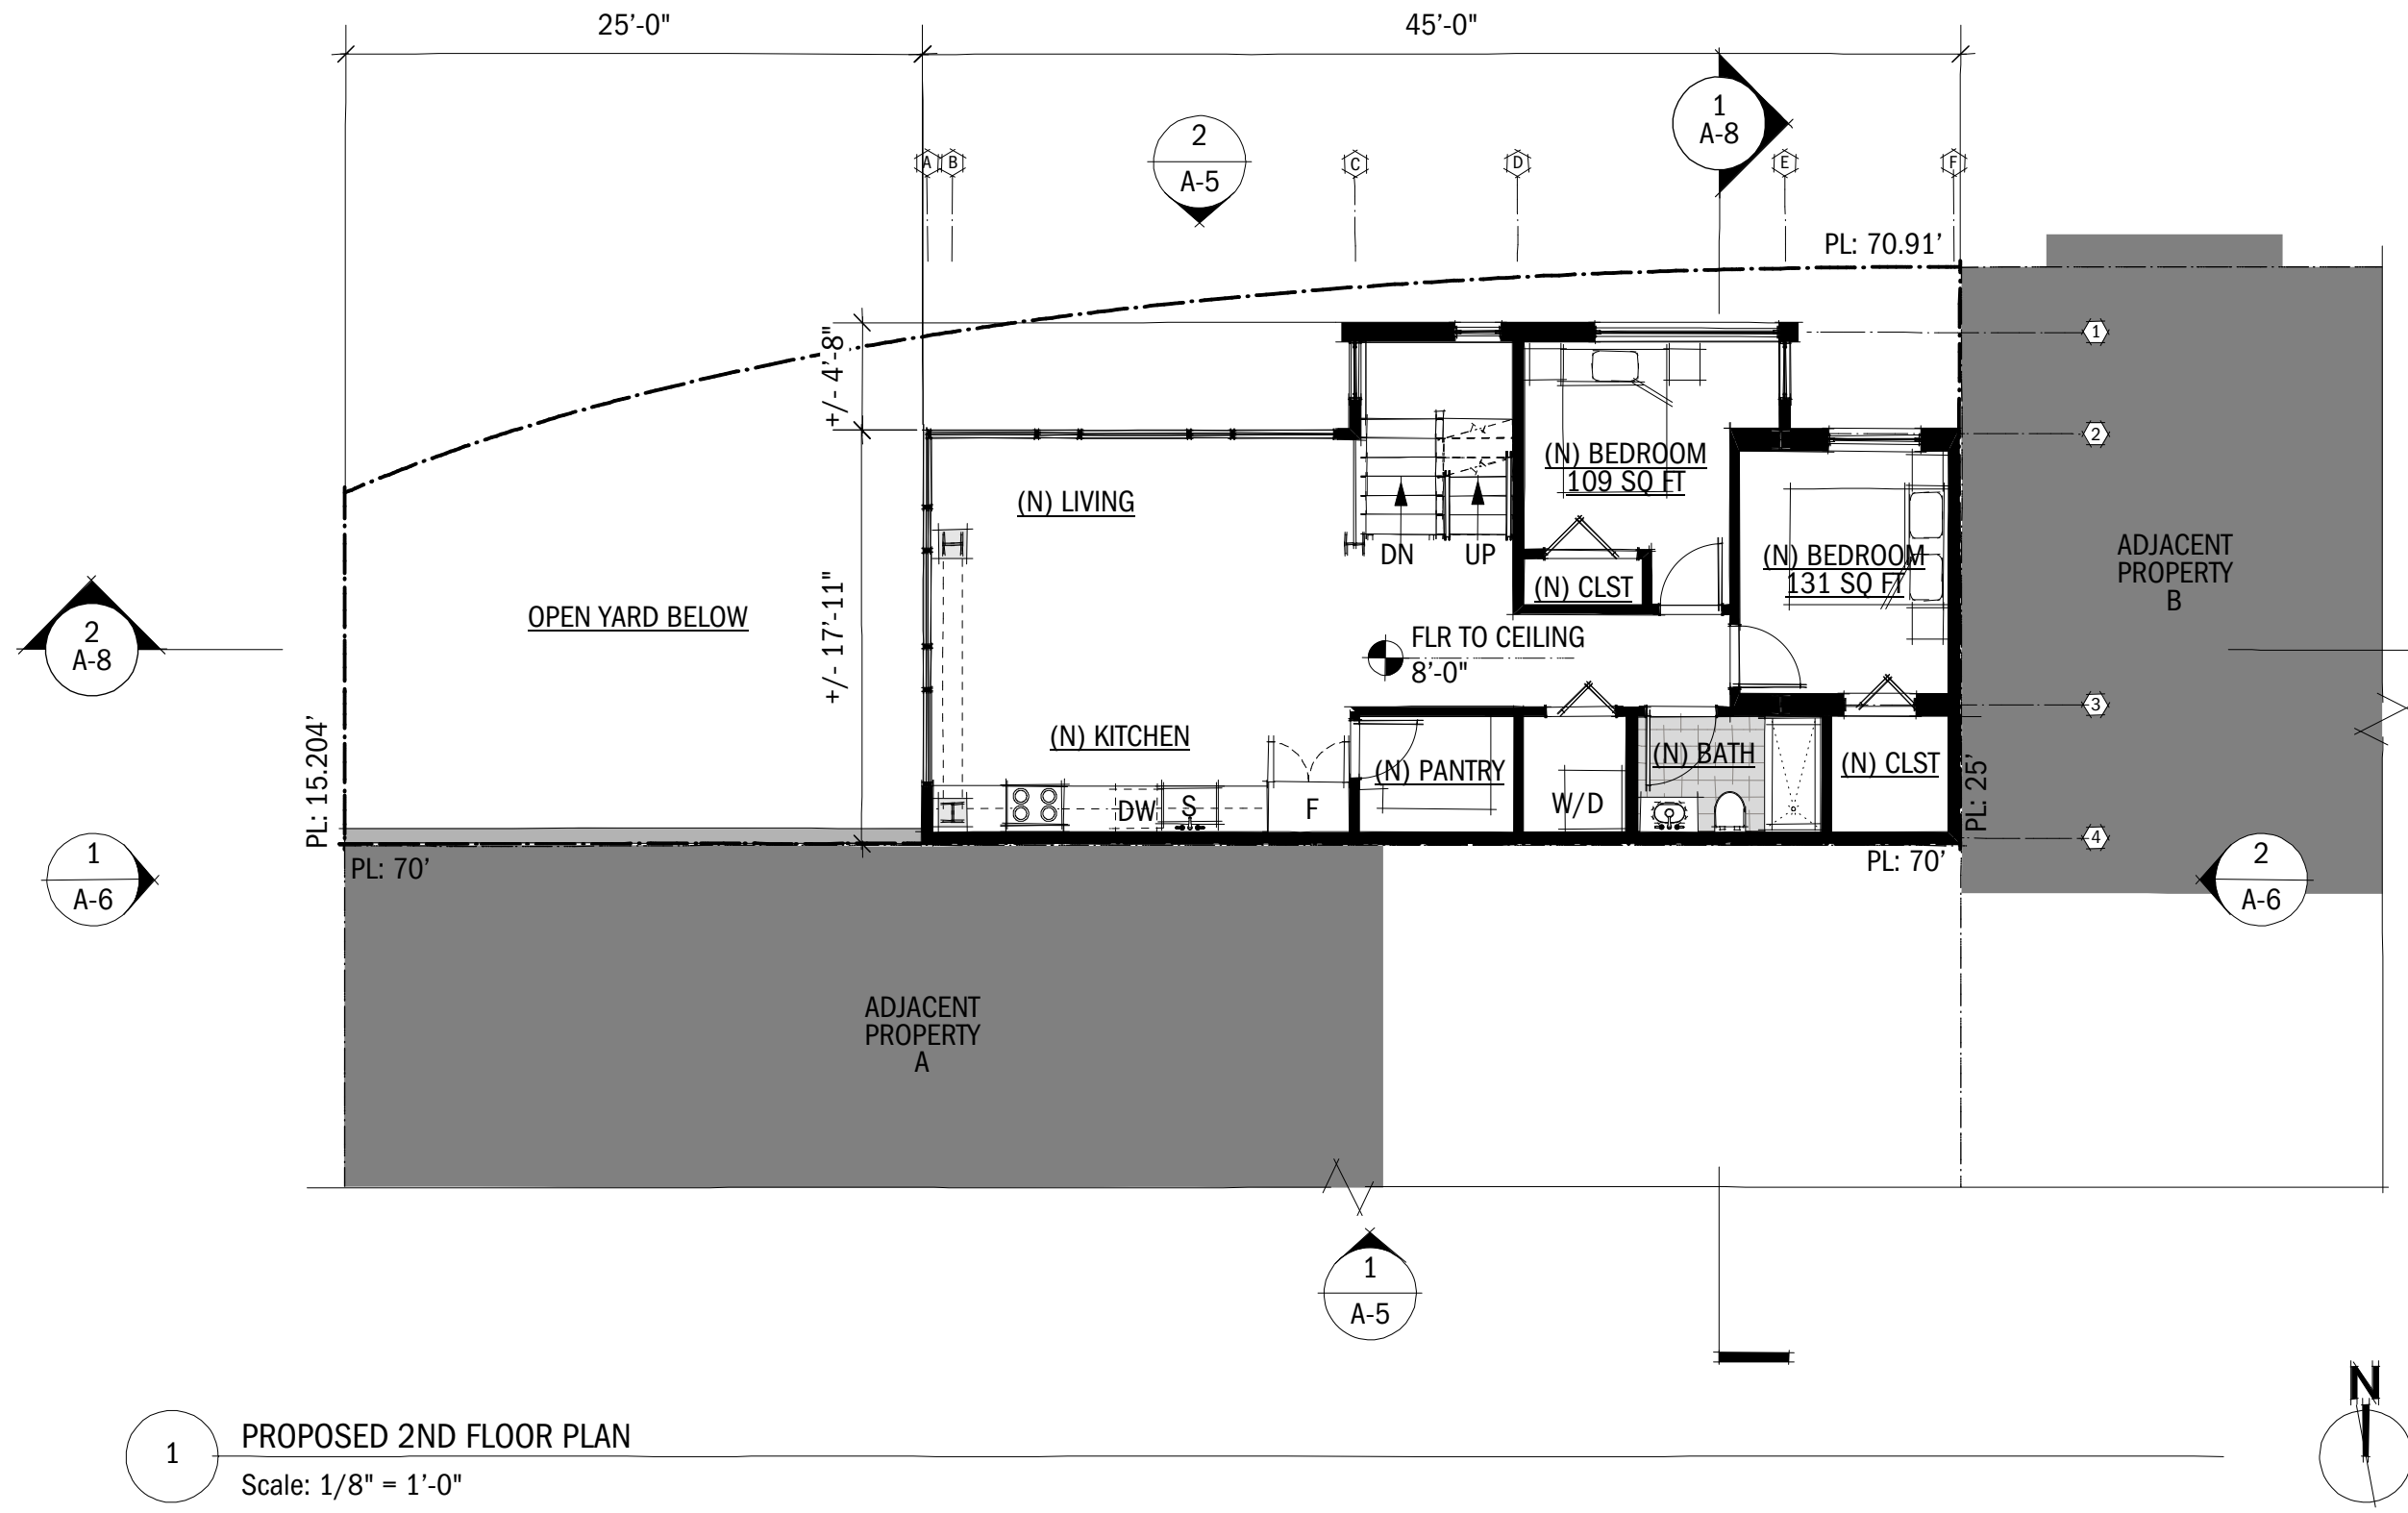 25'-0"
45'-0"
1
A-8
2
A-5
A
B
C
D
E
F
PL: 70.91'
+/- 4'-8"
1
2
(N) BEDROOM
109 SQ FT
(N) LIVING
DN
UP
(N) BEDROOM
131 SQ FT
ADJACENT
PROPERTY
B
(N) CLST
+/- 17'-11"
OPEN YARD BELOW
2
A-8
FLR TO CEILING
8'-0"
3
(N) KITCHEN
(N) PANTRY
(N) BATH
(N) CLST
PL: 15.204'
PL: 25'
DW
S
F
W/D
4
1
A-6
PL: 70'
PL: 70'
2
A-6
ADJACENT
PROPERTY
A
1
A-5
N
1
PROPOSED 2ND FLOOR PLAN
Scale: 1/8" = 1'-0"